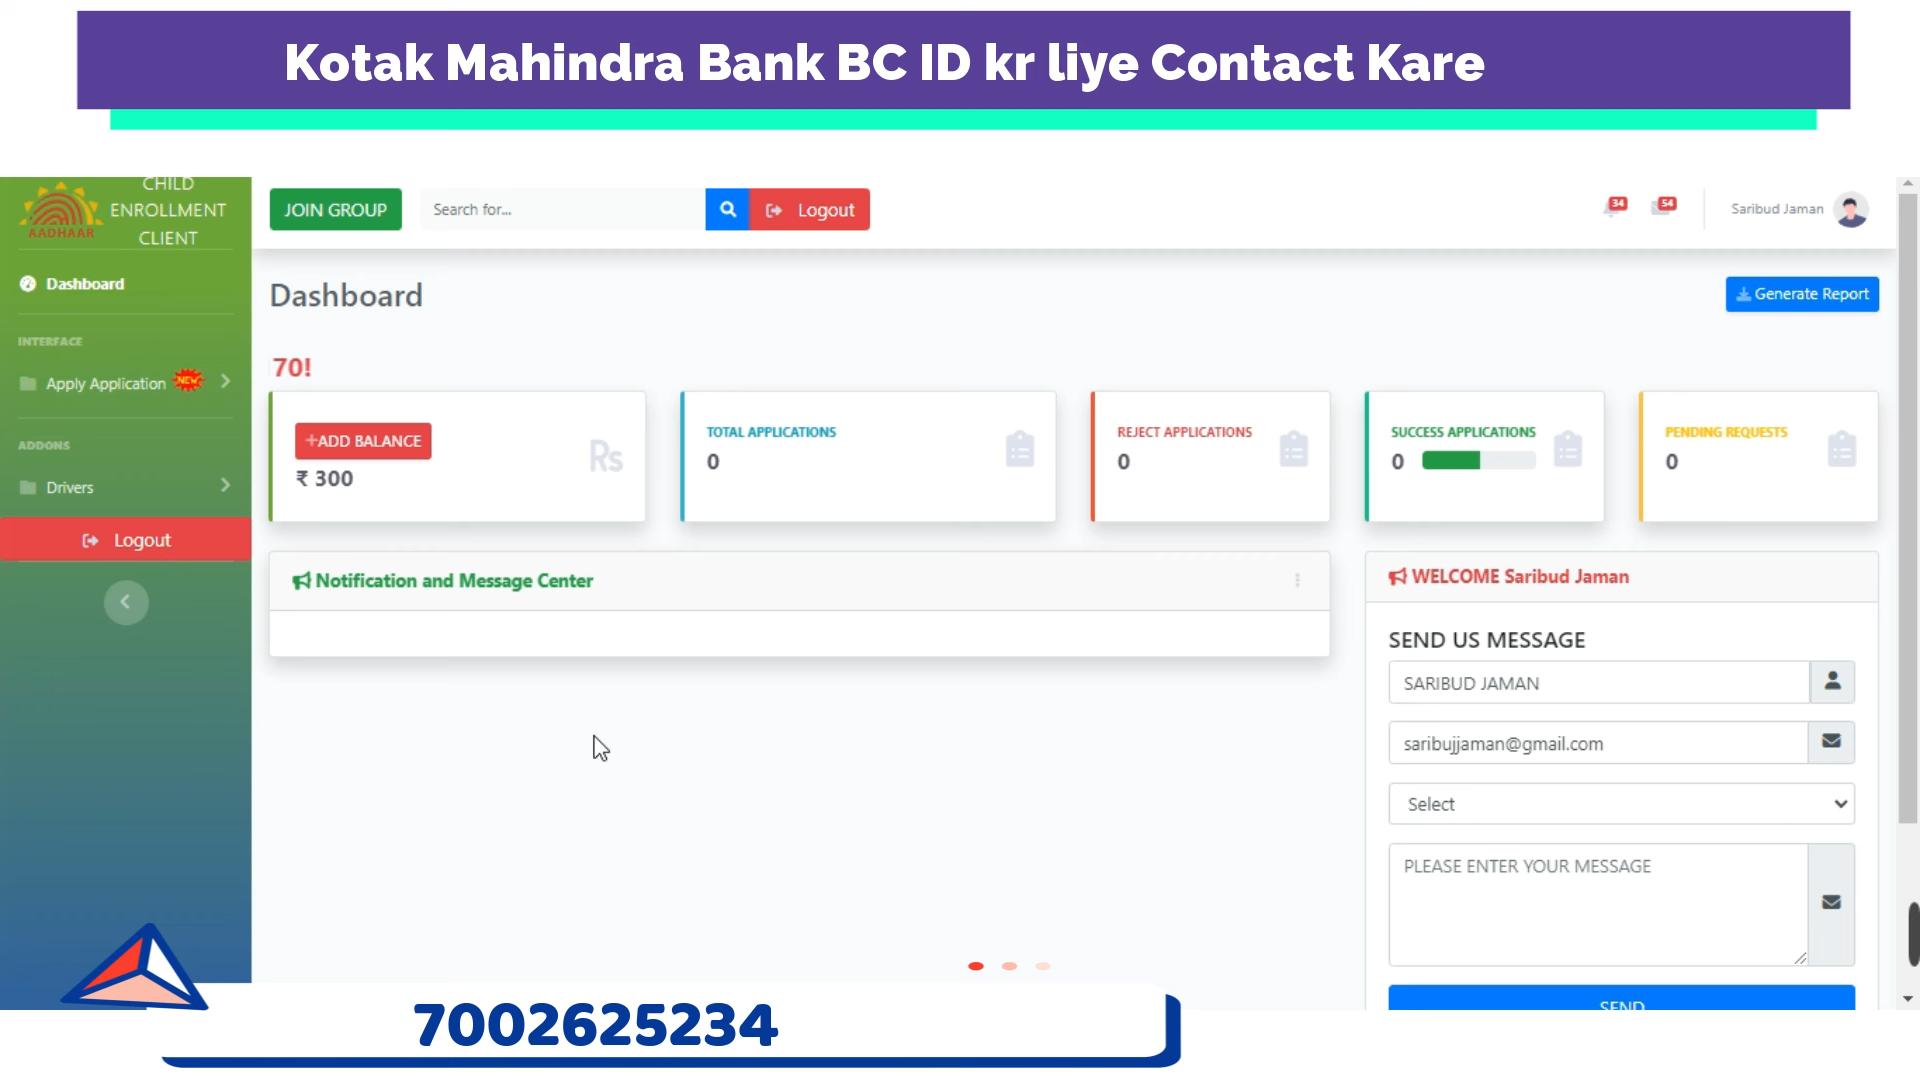 Kotak Mahindra Bank BC ID kr liye Contact Kare
AADHAAR
CHILD
ENROLLMENT
CLIENT
JOIN GROUP
Search for...
Logout
34
54
Saribud Jaman
Dashboard
INTERFACE
Apply Application
NEW
ADDONS
Drivers
Logout
Dashboard
Generate Report
70!
+ADD BALANCE
₹ 300
Rs
TOTAL APPLICATIONS
0
REJECT APPLICATIONS
0
SUCCESS APPLICATIONS
0
PENDING REQUESTS
0
Notification and Message Center
WELCOME Saribud Jaman
SEND US MESSAGE
SARIBUD JAMAN
saribujjaman@gmail.com
Select
PLEASE ENTER YOUR MESSAGE
SEND
7002625234